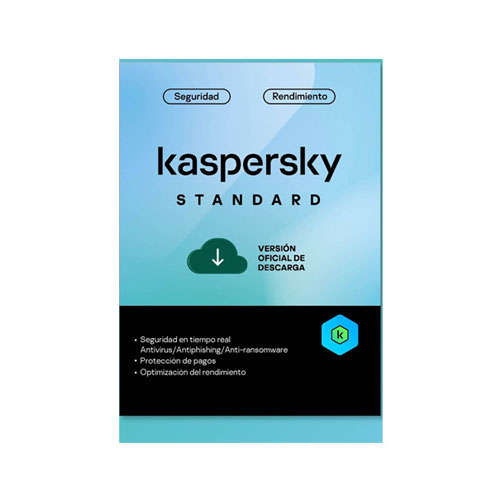 Seguridad
Rendimiento
kaspersky
STANDARD
VERSIÓN
OFICIAL DE
DESCARGA
• Seguridad en tiempo real
Antivirus/Antiphishing/Anti-ransomware
• Protección de pagos
• Optimización del rendimiento
k